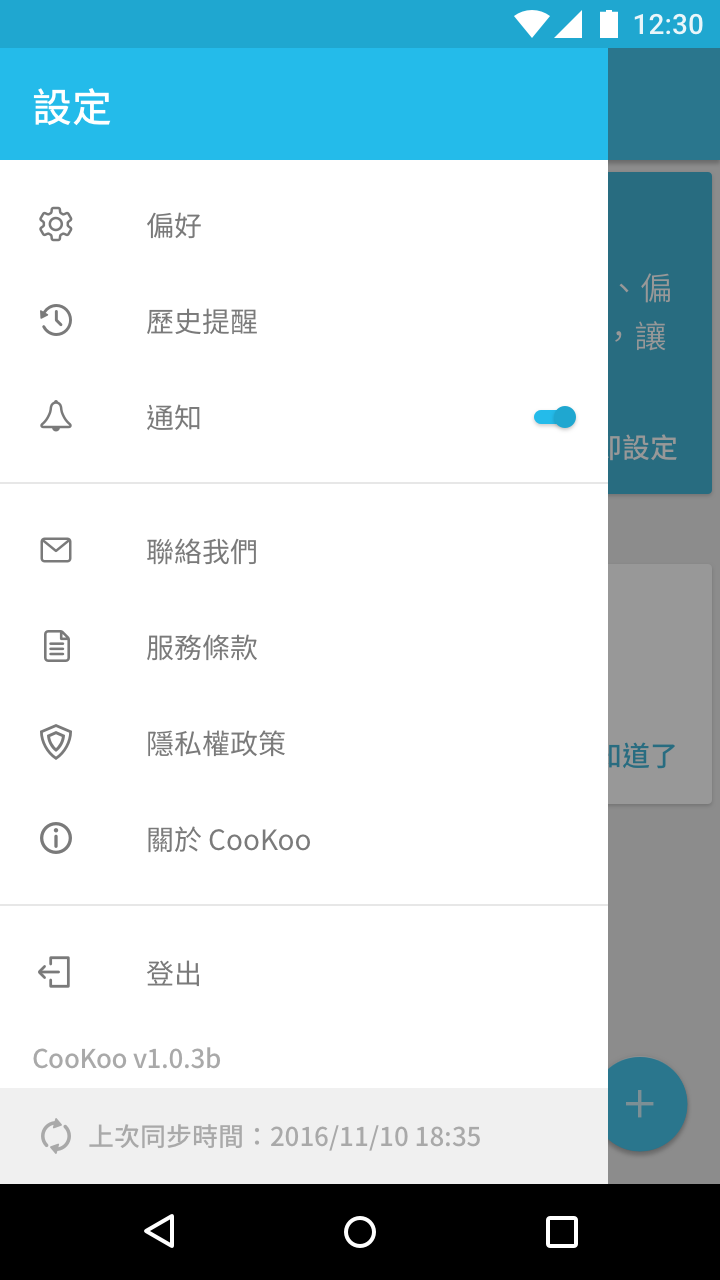 12:30
設定
偏好
、偏
歷史提醒
，讓
通知
設定
聯絡我們
服務條款
隱私權政策
道了
關於 CooKoo
登出
CooKoo v1.0.3b
上次同步時間：2016/11/10 18:35